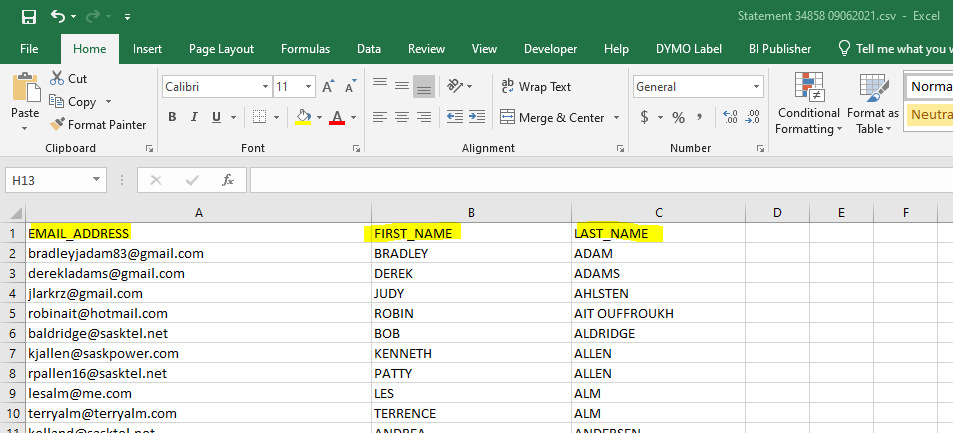 Statement 34858 09062021.csv - Excel
File Home Insert Page Layout Formulas Data Review View Developer Help DYMO Label BI Publisher Tell me what you
Cut
Copy
Format Painter
Paste
Clipboard
Calibri 11 A A
B I U A
Font
ab c Wrap Text
Merge & Center
Alignment
General
$ % , .00 .0
Number
Conditional Formatting
Format as Table
Norma
Neutra
H13 fx
A B C D E F
1 EMAIL_ADDRESS FIRST_NAME LAST_NAME
2 bradleyjadam83@gmail.com BRADLEY ADAM
3 derekladams@gmail.com DEREK ADAMS
4 jlarkrz@gmail.com JUDY AHLSTEN
5 robinait@hotmail.com ROBIN AIT OUFFROUKH
6 baldridge@sasktel.net BOB ALDRIDGE
7 kjallen@saskpower.com KENNETH ALLEN
8 rpallen16@sasktel.net PATTY ALLEN
9 lesalm@me.com LES ALM
10 terryalm@terryalm.com TERRENCE ALM
11 ANDREA ANDERSEN